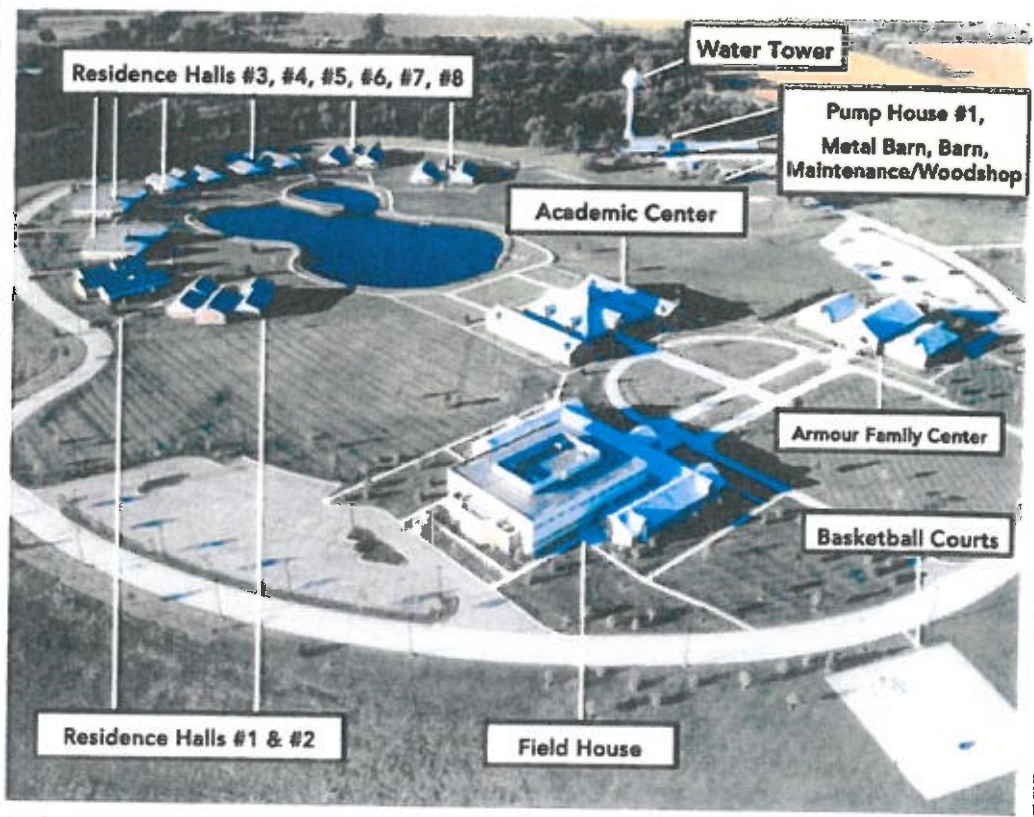 Water Tower
Residence Halls #3, #4, #5, #6, #7, #8
Pump House #1,
Metal Barn, Barn,
Maintenance/Woodshop
Academic Center
Armour Family Center
Basketball Courts
Residence Halls #1 & #2
Field House